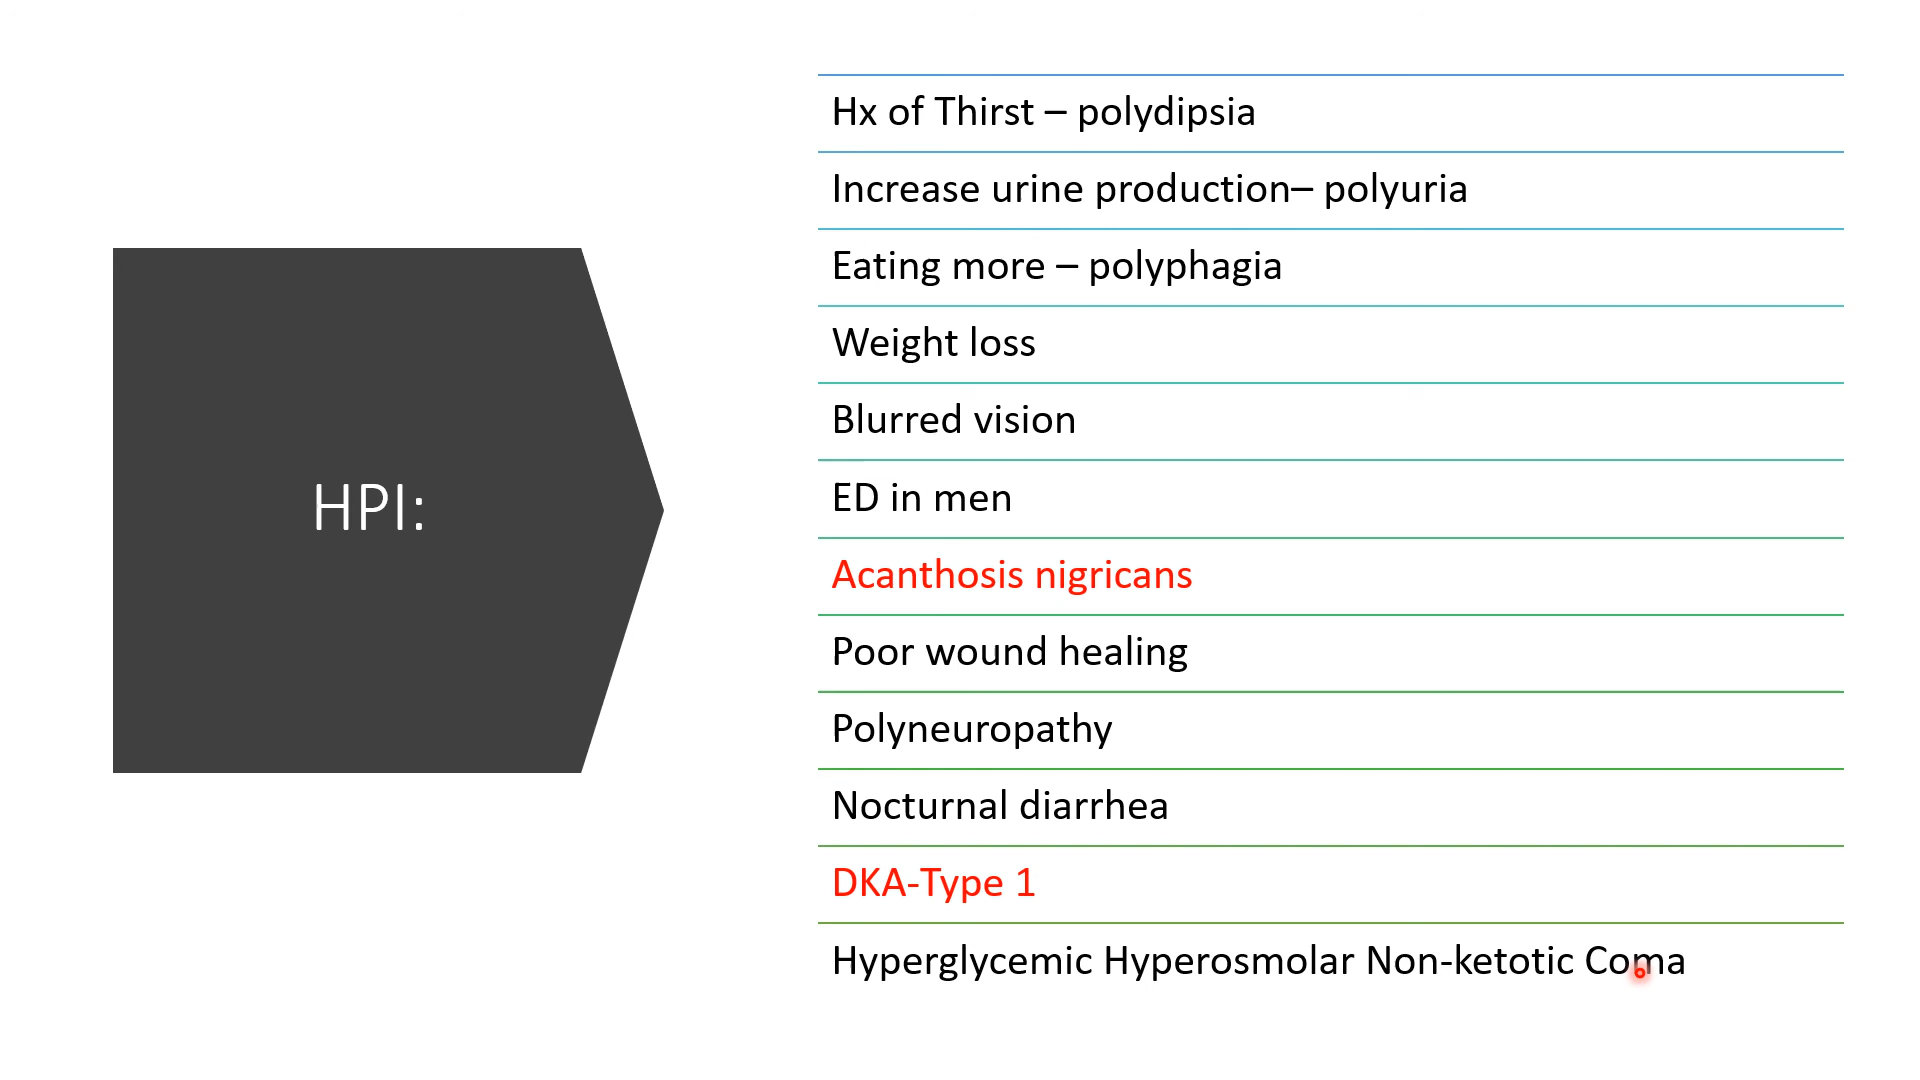 HPI:
Hx of Thirst – polydipsia
Increase urine production– polyuria
Eating more – polyphagia
Weight loss
Blurred vision
ED in men
Acanthosis nigricans
Poor wound healing
Polyneuropathy
Nocturnal diarrhea
DKA-Type 1
Hyperglycemic Hyperosmolar Non-ketotic Coma